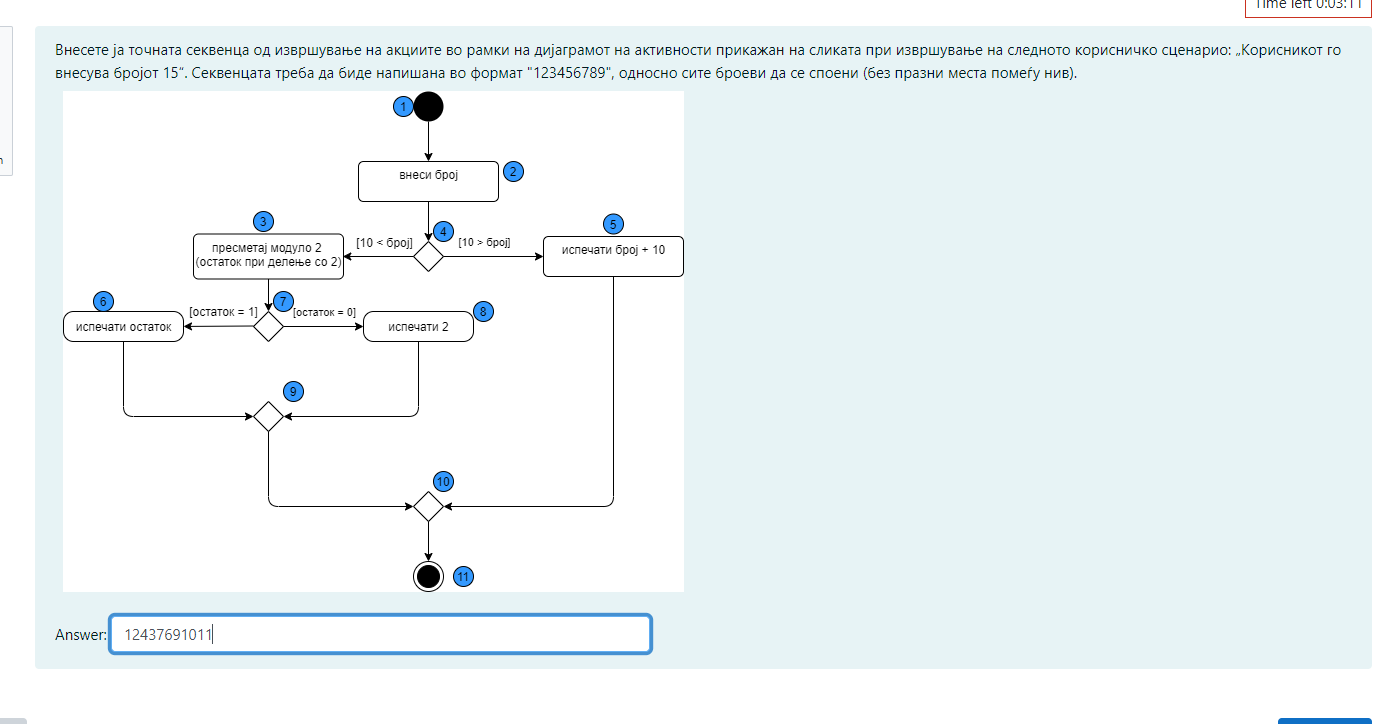 Time left 0:03:11
Внесете ја точната секвенца од извршување на акциите во рамки на дијаграмот на активности прикажан на сликата при извршување на следното корисничко сценарио: „Корисникот го
внесува бројот 15“. Секвенцата треба да биде напишана во формат "123456789", односно сите броеви да се споени (без празни места помеѓу нив).
1
внеси број
2
3
4
5
[10 < број]
[10 > број]
пресметај модуло 2
(остаток при делење со 2)
испечати број + 10
6
7
8
[остаток = 1]
[остаток = 0]
испечати остаток
испечати 2
9
10
11
Answer:
12437691011